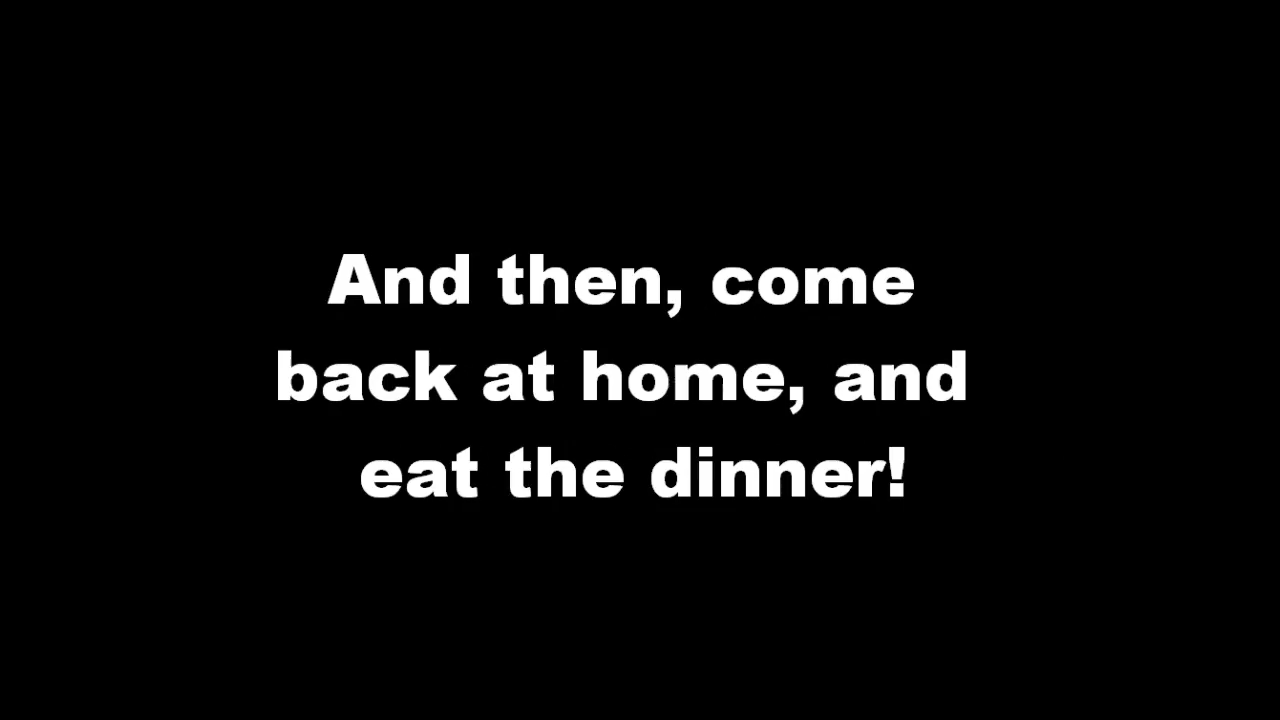 And then, come
back at home, and
eat the dinner!